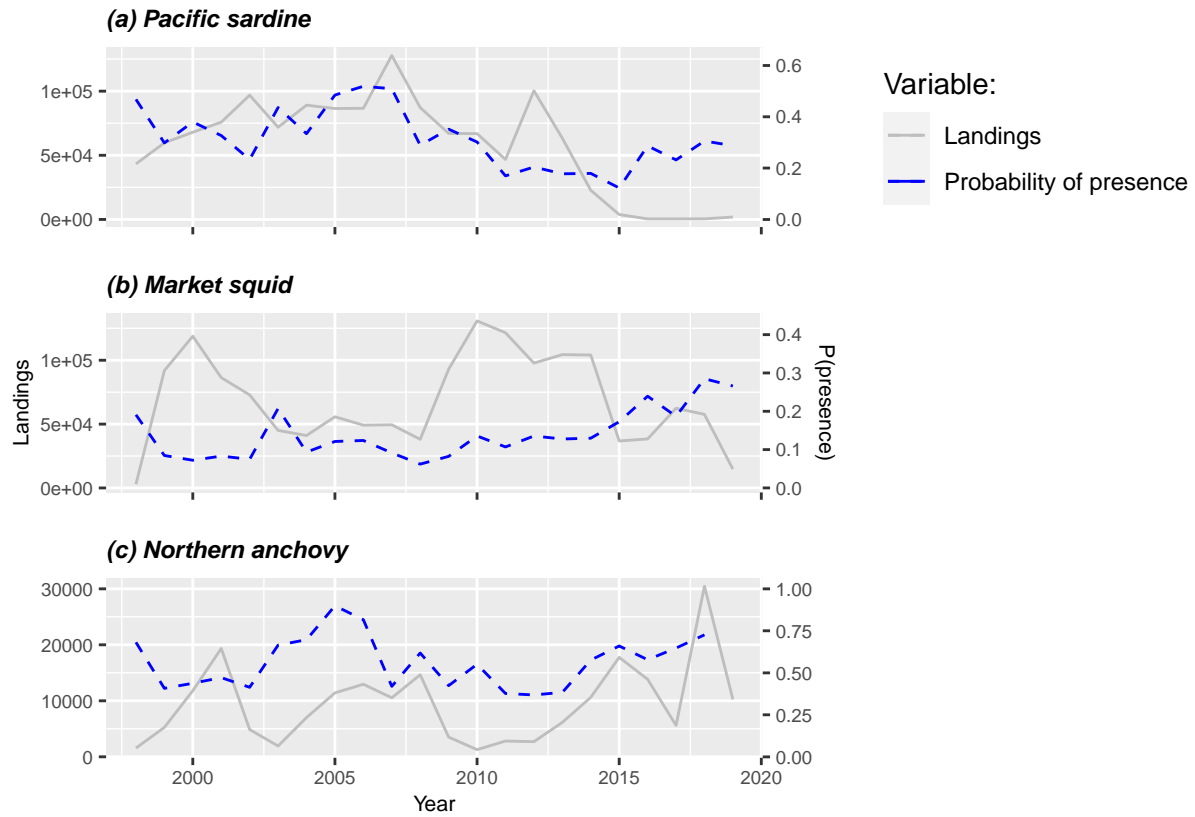 (a) Pacific sardine
1e+05
5e+04
0e+00
0.6
0.4
0.2
0.0
Variable:
Landings
Probability of presence
(b) Market squid
Landings
1e+05
5e+04
0e+00
0.4
0.3
0.2
0.1
0.0
P(presence)
(c) Northern anchovy
30000
20000
10000
0
1.00
0.75
0.50
0.25
0.00
2000 2005 2010 2015 2020
Year